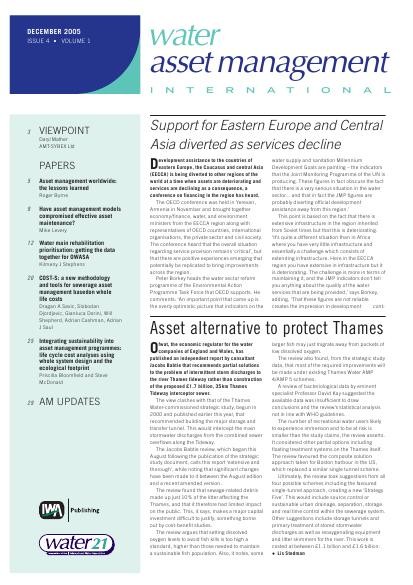 DECEMBER 2005
ISSUE 4 • VOLUME 1
water
asset management
INTERNATIONAL
3 VIEWPOINT
Daryl Mather
AMT-SYBEX Ltd
PAPERS
5 Asset management worldwide:
the lessons learned
Roger Byrne
8 Have asset management models
compromised effective asset
maintenance?
Mike Levery
12 Water main rehabilitation
prioritisation: getting the data
together for OWASA
Kimsey J Stephens
20 COST-S: a new methodology
and tools for sewerage asset
management based on whole
life costs
Dragan A Savic, Slobodan
Djordjevic, Gianluca Dorini, Will
Shepherd, Adrian Cashman, Adrian
J Saul
25 Integrating sustainability into
asset management programmes:
life cycle cost analyses using
whole system design and the
ecological footprint
Priscilla Bloomfield and Steve
McDonald
28 AM UPDATES
IWA Publishing
water21
Support for Eastern Europe and Central
Asia diverted as services decline
Development assistance to the countries of
eastern Europe, the Caucasus and central Asia
(EECCA) is being diverted to other regions of the
world at a time when assets are deteriorating and
services are declining as a consequence, a
conference on financing in the region has heard.
The OECD conference was held in Yerevan,
Armenia in November and brought together
economy/finance, water, and environment
ministers from the EECCA region along with
representatives of OECD countries, international
organisations, the private sector and civil society.
The conference heard that the overall situation
regarding service provision remains 'critical', but
that there are positive experiences emerging that
potentially be replicated to bring improvements
across the region.
Peter Borkey heads the water sector reform
programme of the Environmental Action
Programme Task Force that OECD supports. He
comments: 'An important point that came up is
the overly optimistic picture that indicators on the
water supply and sanitation Millennium
Development Goals are painting – the indicators
that the Joint Monitoring Programme of the UN is
producing. These figures in fact obscure the fact
that there is a very serious situation in the water
sector... and that in fact the JMP figures are
probably diverting official development
assistance away from this region.'
This point is based on the fact that there is
extensive infrastructure in the region inherited
from Soviet times but that this is deteriorating.
'It's quite a different situation than in Africa
where you have very little infrastructure and
essentially a challenge which consists of
extending infrastructure. Here in the EECCA
region you have extensive infrastructure but it
is deteriorating. The challenge is more in terms of
maintaining it, and the JMP indicators don't tell
you anything about the quality of the water
services that are being provided,' says Borkey,
adding, 'That these figures are not reliable
creates the impression in development cont.
Asset alternative to protect Thames
Ofwat, the economic regulator for the water
companies of England and Wales, has
published an independent report by consultant
Jacobs Babtie that recommends partial solutions
to the problem of intermittent storm discharges to
the river Thames tideway rather than construction
of the proposed £1.7 billion, 35km Thames
Tideway interceptor sewer.
The view clashes with that of the Thames
Water-commissioned strategic study, begun in
2000 and published earlier this year, that
recommended building the major storage and
transfer tunnel. This would intercept the main
stormwater discharges from the combined sewer
overflows along the Tideway.
The Jacobs Babtie review, which began this
August following the publication of the strategic
study document, calls this report 'extensive and
thorough', while noting that significant changes
have been made to it between the August edition
and a recent amended version.
The review found that sewage related debris
made up just 10% of the litter affecting the
Thames, and that it therefore had limited impact
on the public. This, it says, makes a major capital
investment difficult to justify, something borne
out by cost benefit studies.
The review argues that setting dissolved
oxygen levels to avoid fish kills is too high a
standard, higher than those needed to maintain
a sustainable fish population. Also, it notes, some
larger fish may just migrate away from pockets of
low dissolved oxygen.
The review also found, from the strategic study
data, that most of the required improvements will
be made under existing Thames Water AMP
4/AMP 5 schemes.
A review of bacteriological data by eminent
specialist Professor David Kay suggested the
available data was insufficient to draw
conclusions and the review's statistical analysis
not in line with WHO guidelines.
The number of recreational water users likely
to experience immersion and to be at risk is
smaller than the study claims, the review asserts.
It considered other partial options including
floating treatment systems on the Thames itself.
The review favoured the composite solution
approach taken for Boston harbour in the US,
which replaced a similar single tunnel scheme.
Ultimately, the review took suggestions from all
four possible schemes including the favoured
single-tunnel approach, creating a new 'Strategy
Five'. This would include source control or
sustainable urban drainage, separation, storage
and real time control within the sewerage system.
Other suggestions include storage tunnels and
primary treatment of stored stormwater
discharges as well as resuspending equipment
and litter skimmers for the river. This work is
costed at between £1.1 billion and £1.6 billion.
● Lis Stedman